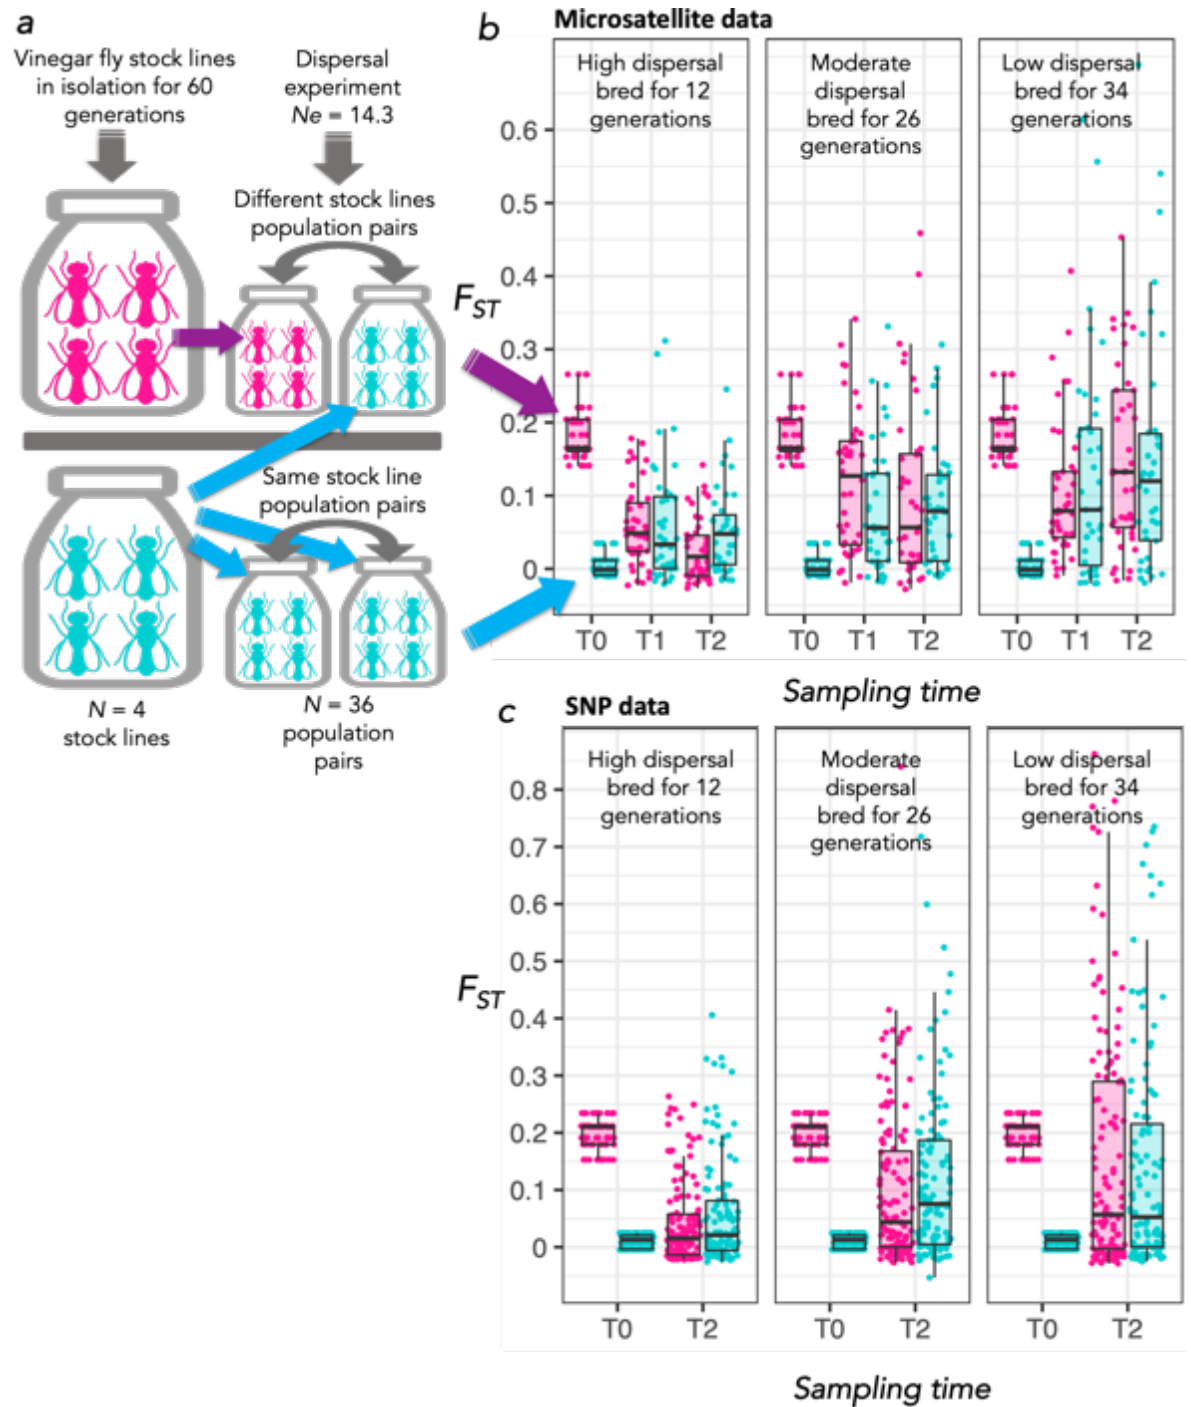 a
Vinegar fly stock lines
in isolation for 60
generations
Dispersal
experiment
Ne = 14.3
Different stock lines
population pairs
Same stock line
population pairs
N = 4
stock lines
N = 36
population
pairs
b
Microsatellite data
High dispersal
bred for 12
generations
Moderate
dispersal
bred for 26
generations
Low dispersal
bred for 34
generations
0.6
0.5
0.4
0.3
0.2
0.1
0
FST
T0 T1 T2
T0 T1 T2
T0 T1 T2
Sampling time
c
SNP data
High dispersal
bred for 12
generations
Moderate
dispersal
bred for 26
generations
Low dispersal
bred for 34
generations
0.8
0.7
0.6
0.5
0.4
0.3
0.2
0.1
0
FST
T0 T2
T0 T2
T0 T2
Sampling time